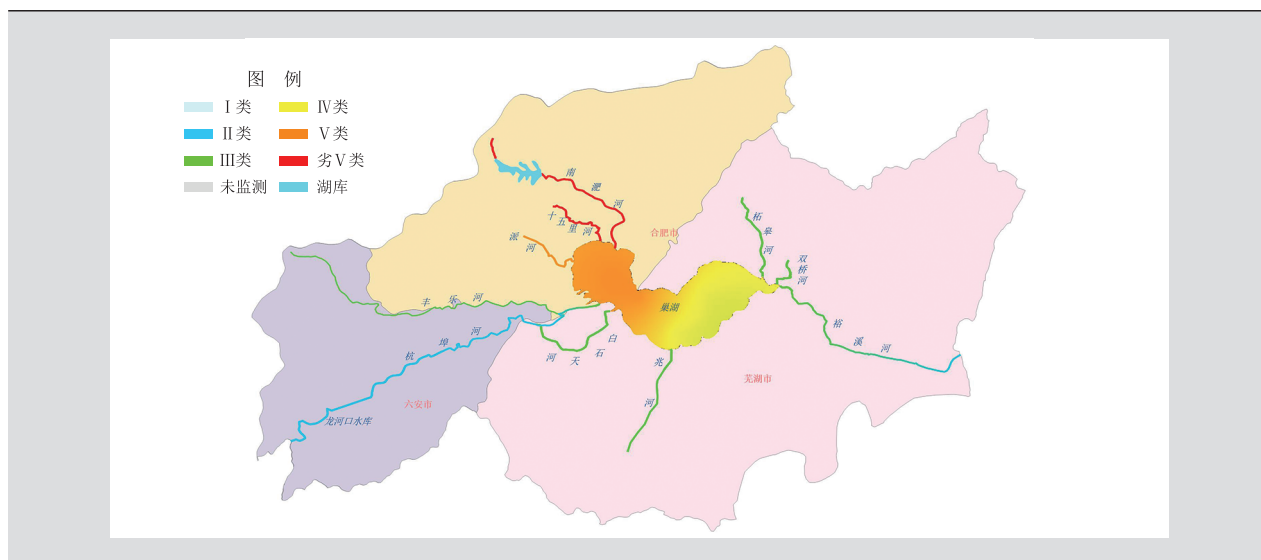 图 例
Ⅰ类
Ⅳ类
Ⅱ类
Ⅴ类
Ⅲ类
劣Ⅴ类
未监测
湖库
南淝河
十五里河
派河
合肥市
柘皋河
双桥河
丰乐河
巢湖
杭埠河
白石天河
裕溪河
兆河
芜湖市
六安市
龙河口水库